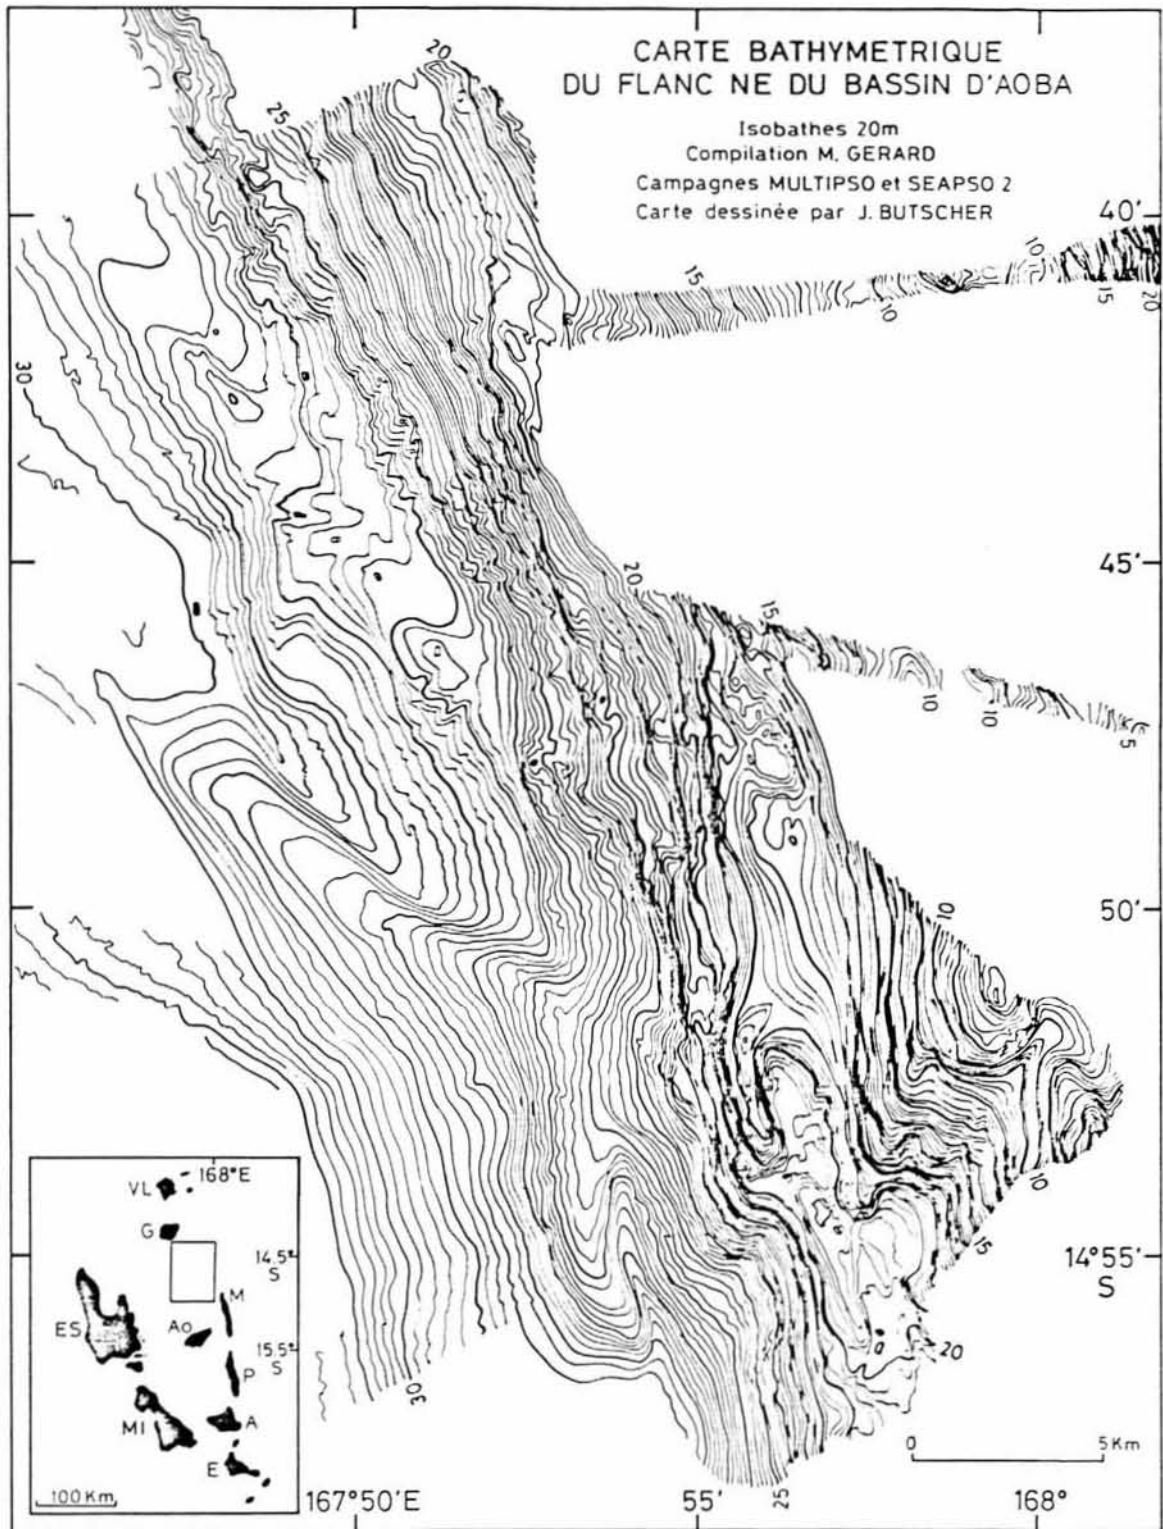 CARTE BATHYMETRIQUE
DU FLANC NE DU BASSIN D'AOBA
Isobathes 20m
Compilation M. GERARD
Campagnes MULTIPSO et SEAPSO 2
Carte dessinée par J. BUTSCHER
20
25
40'
10
15
10
15
20
30
45'
20
15
10
10
5
50'
10
10
15
14°55'
S
20
30
25
0 5 Km
167°50'E
55'
168°
168°E
VL
G
14.5°
S
M
ES
Ao
15.5°
S
P
MI
A
E
100 Km